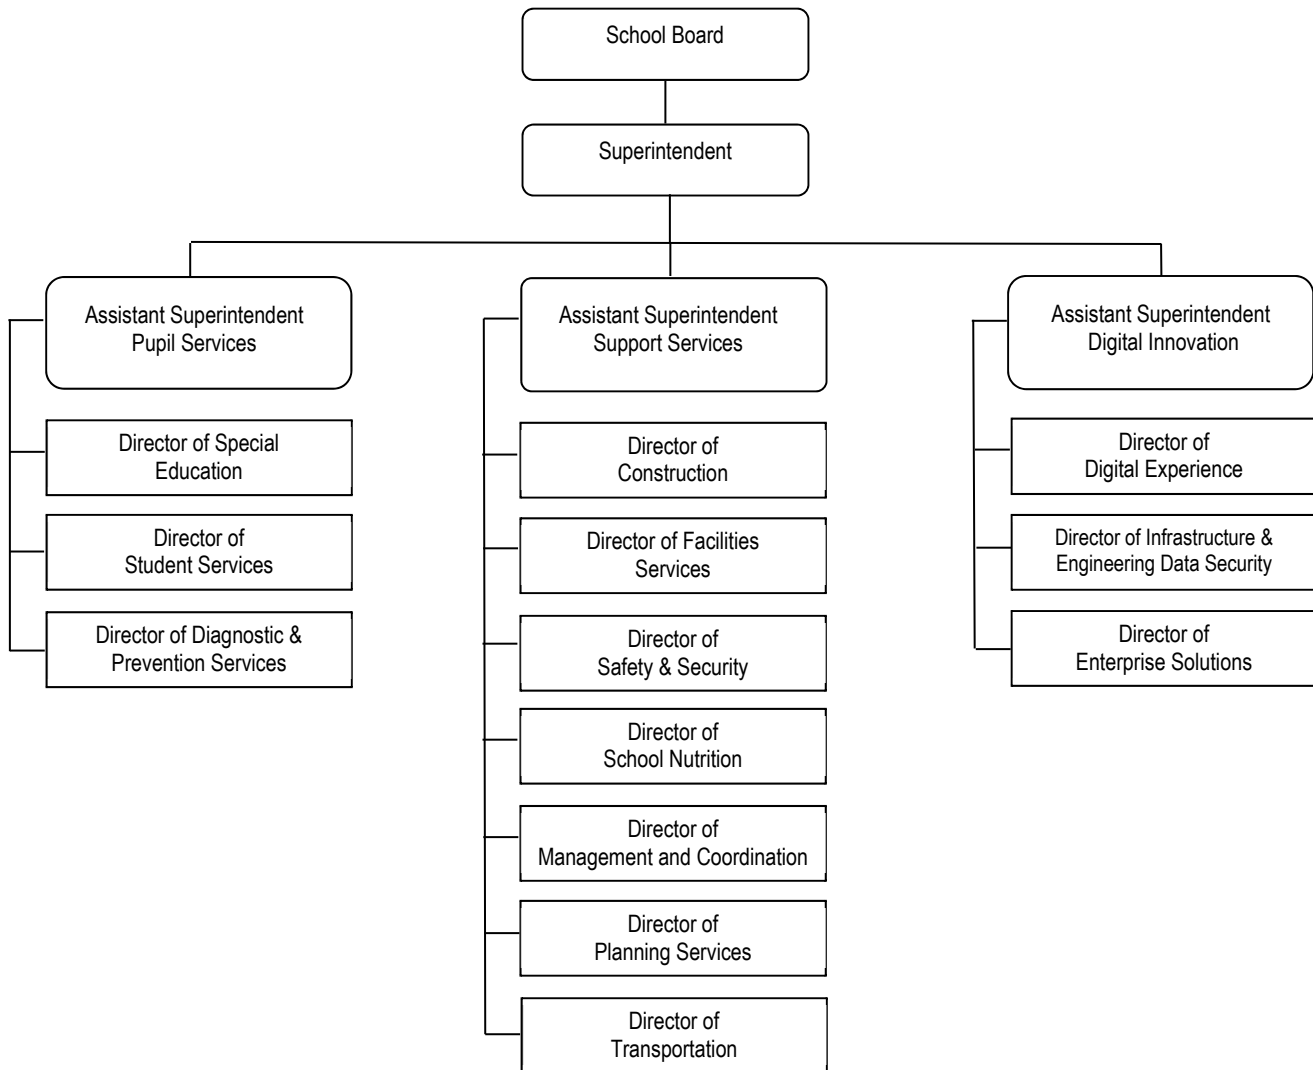 School Board
Superintendent
Assistant Superintendent
Pupil Services
Director of Special
Education
Director of
Student Services
Director of Diagnostic &
Prevention Services
Assistant Superintendent
Support Services
Director of
Construction
Director of Facilities
Services
Director of
Safety & Security
Director of
School Nutrition
Director of
Management and Coordination
Director of
Planning Services
Director of
Transportation
Assistant Superintendent
Digital Innovation
Director of
Digital Experience
Director of Infrastructure &
Engineering Data Security
Director of
Enterprise Solutions